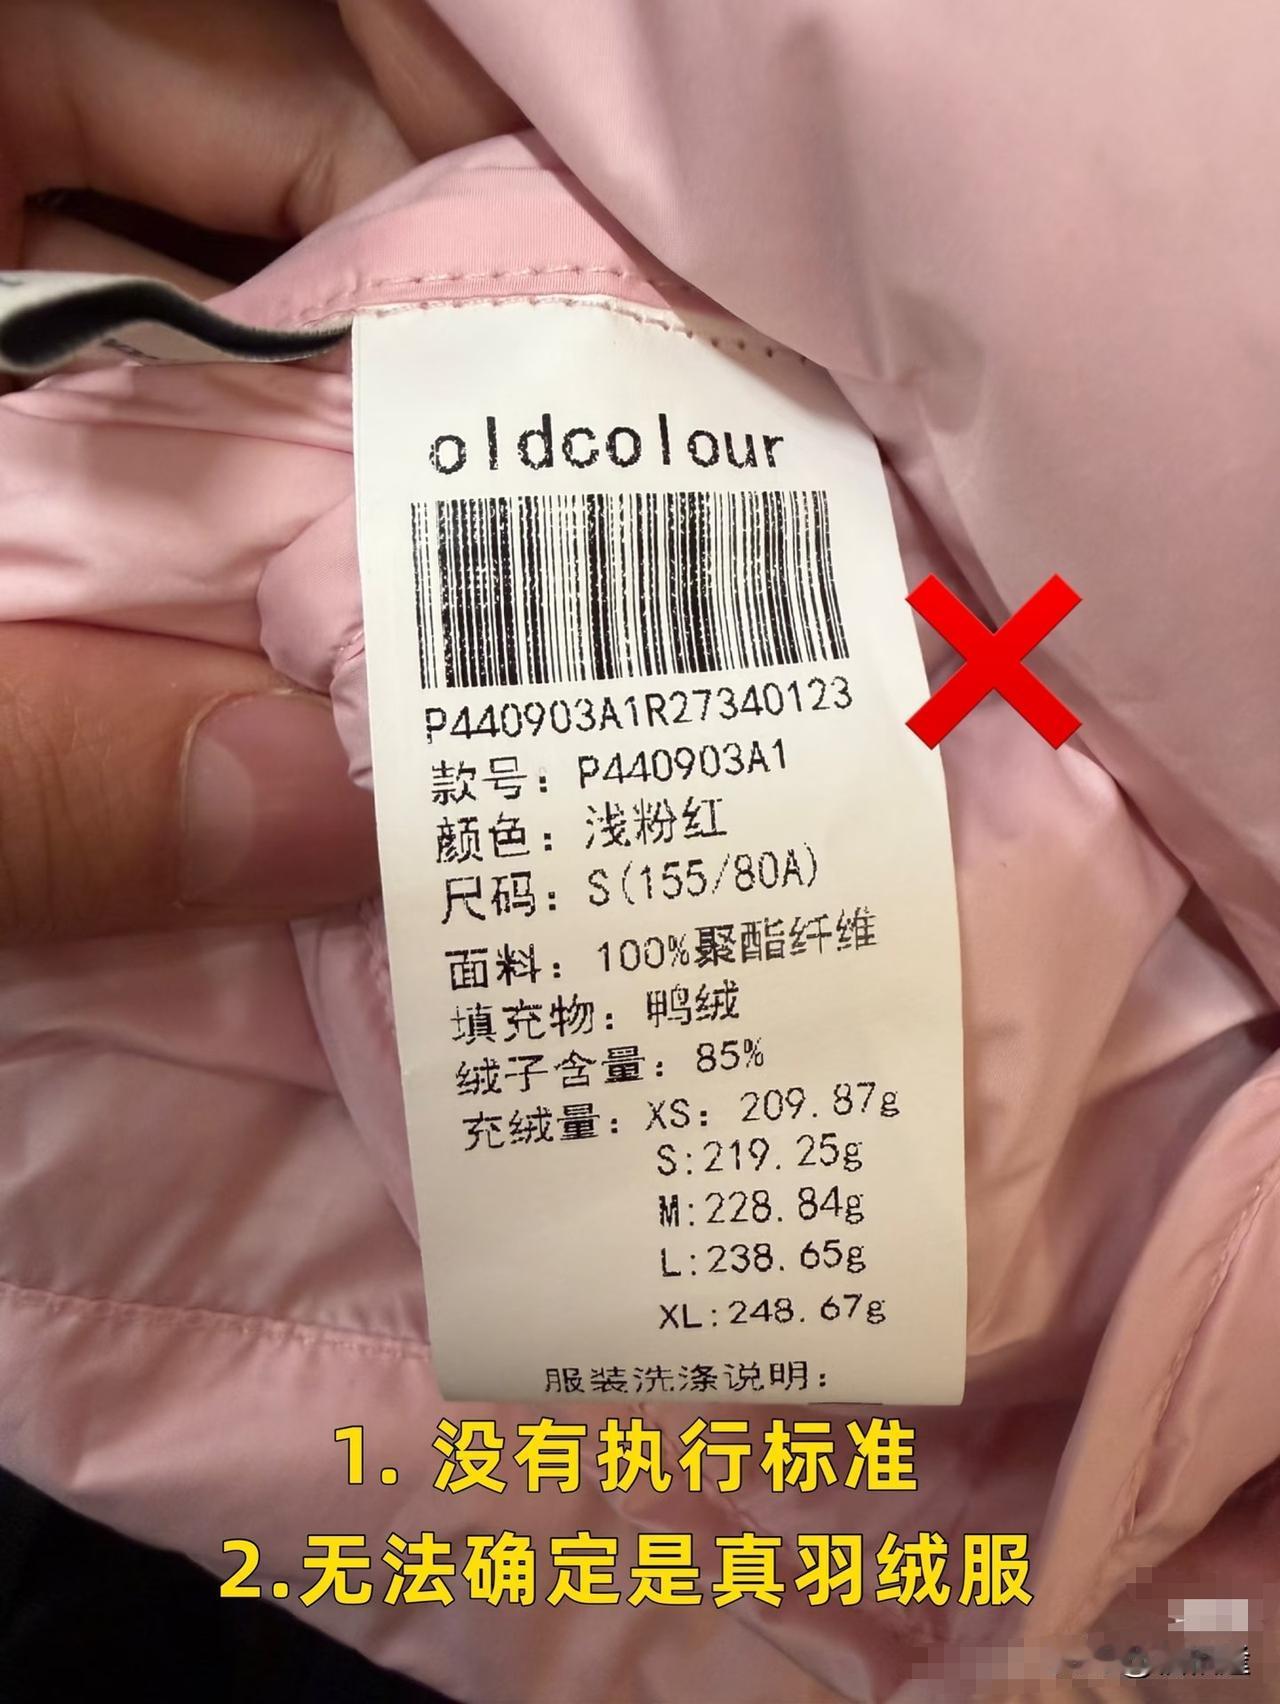 oldcolour
P440903A1R27340123
款号：P440903A1
颜色：浅粉红
尺码：S(155/80A)
面料：100%聚酯纤维
填充物：鸭绒
绒子含量：85%
充绒量：XS：209.87g
S:219.25g
M:228.84g
L:238.65g
XL:248.67g
服装洗涤说明：
1. 没有执行标准
2.无法确定是真羽绒服